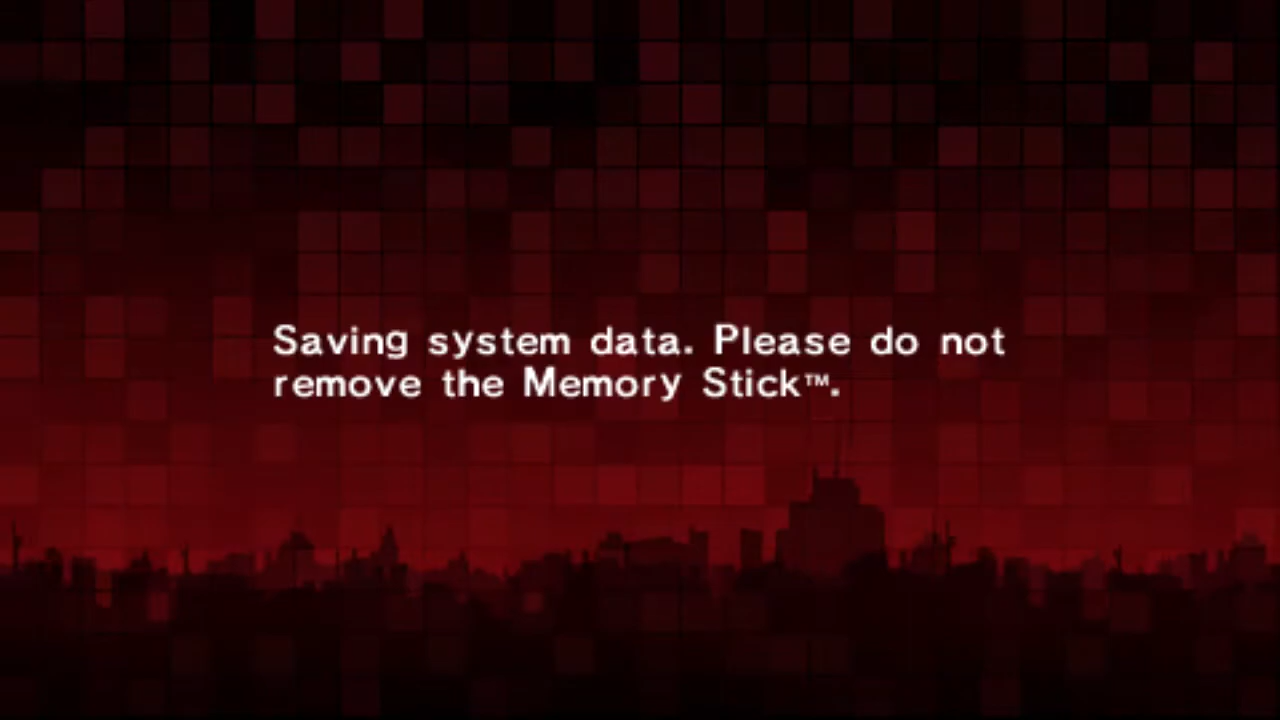 Saving system data. Please do not
remove the Memory Stick™.